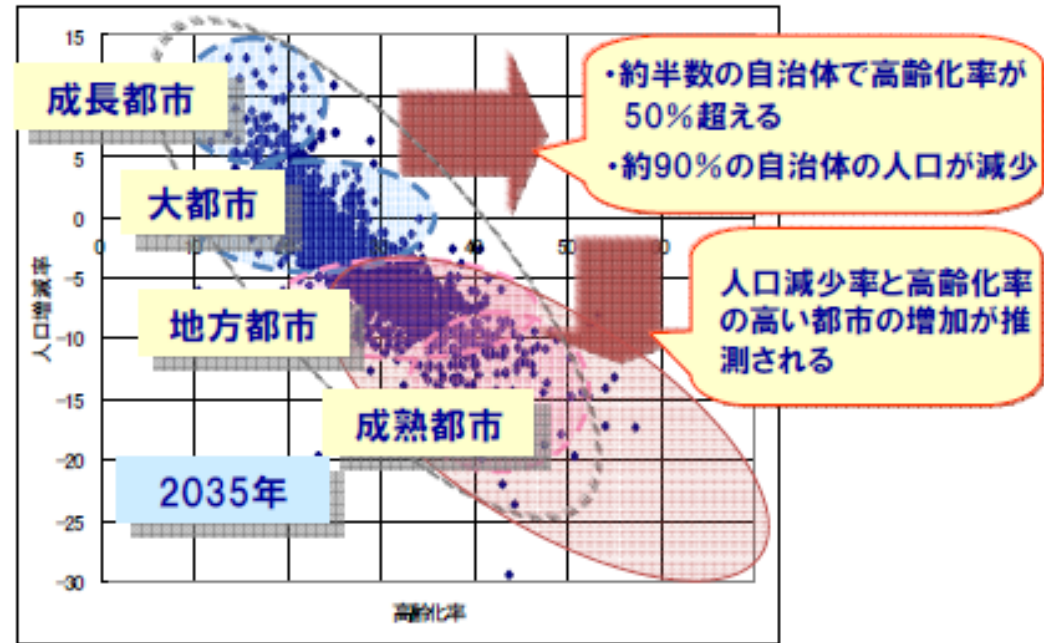 15
5
0
-5
-10
-15
-20
-25
-30
0
50
人口増減率
高齢化率
成長都市
大都市
地方都市
成熟都市
2035年
・約半数の自治体で高齢化率が
50%超える
・約90%の自治体の人口が減少
人口減少率と高齢化率
の高い都市の増加が推
測される